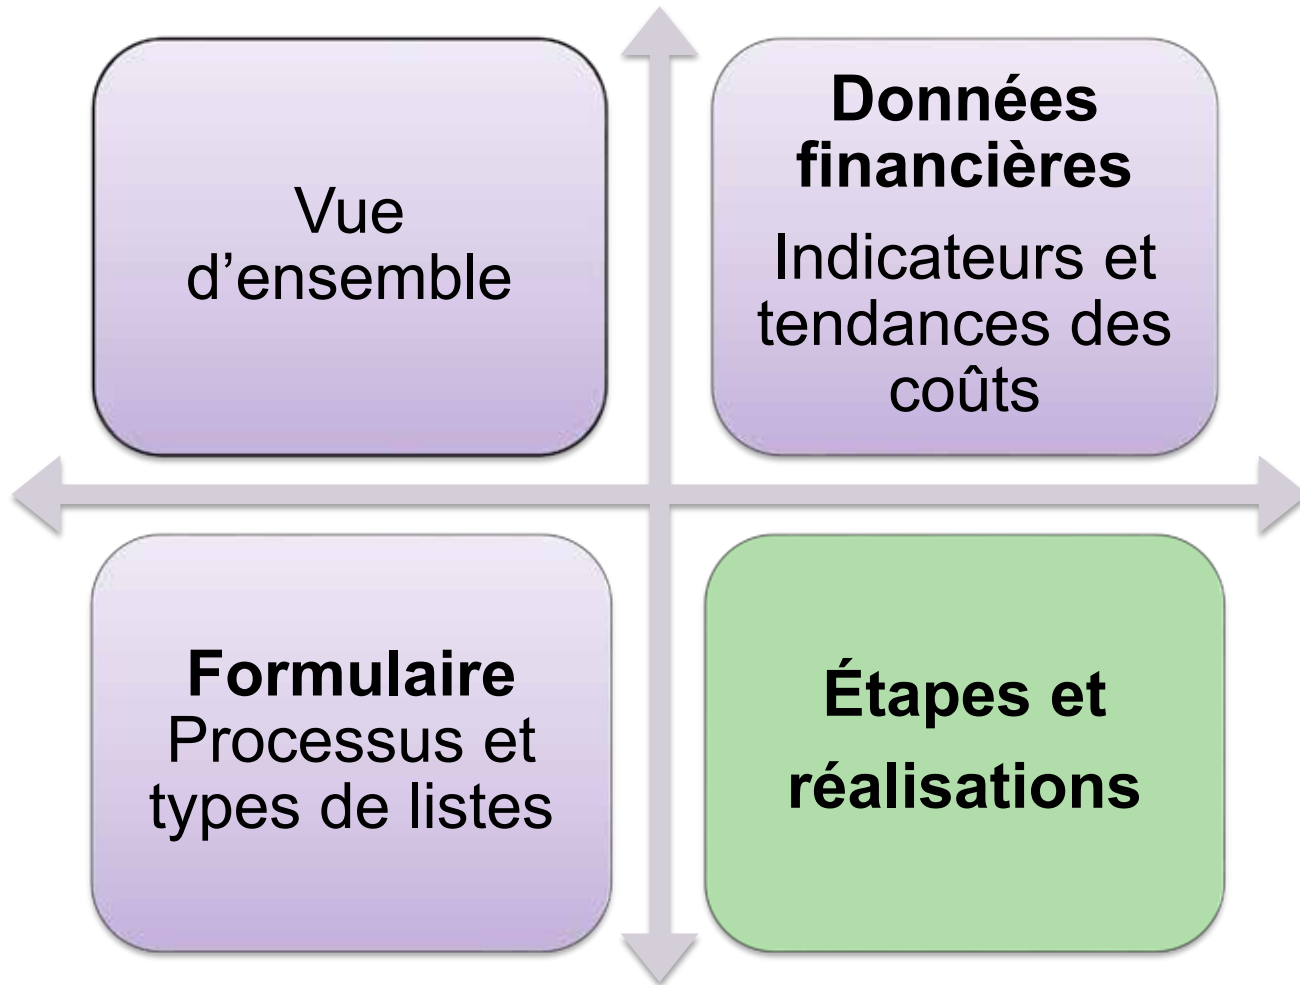 Vue
d’ensemble
Données
financières
Indicateurs et
tendances des
coûts
Formulaire
Processus et
types de listes
Étapes et
réalisations